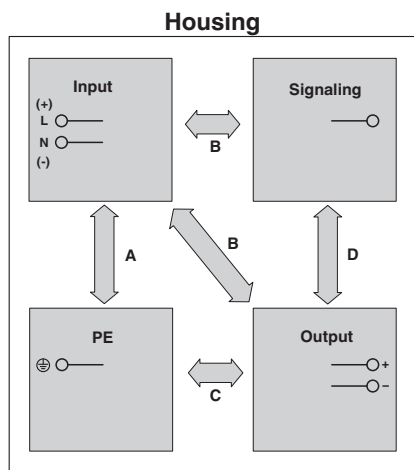 Housing
Input
Signaling
(+)
L
N
(-)
B
A
B
D
PE
Output
+
–
C